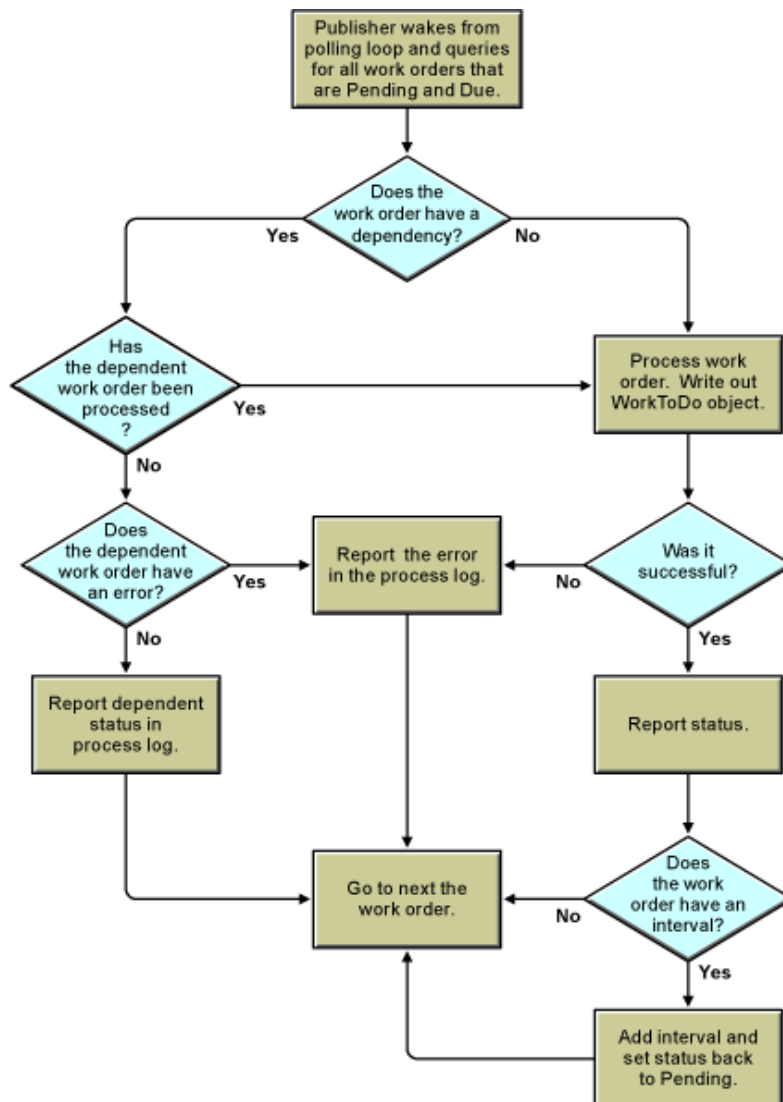 Publisher wakes from
polling loop and queries
for all work orders that
are Pending and Due.
Does the
work order have a
dependency?
Yes
No
Has
the dependent
work order been
processed
?
Yes
No
Process work
order. Write out
WorkToDo object.
Does
the dependent
work order have
an error?
Yes
No
Report the error
in the process log.
Was it
successful?
No
Yes
Report dependent
status in
process log.
Report status.
Go to next the
work order.
Does
the work
order have an
interval?
No
Yes
Add interval and
set status back
to Pending.